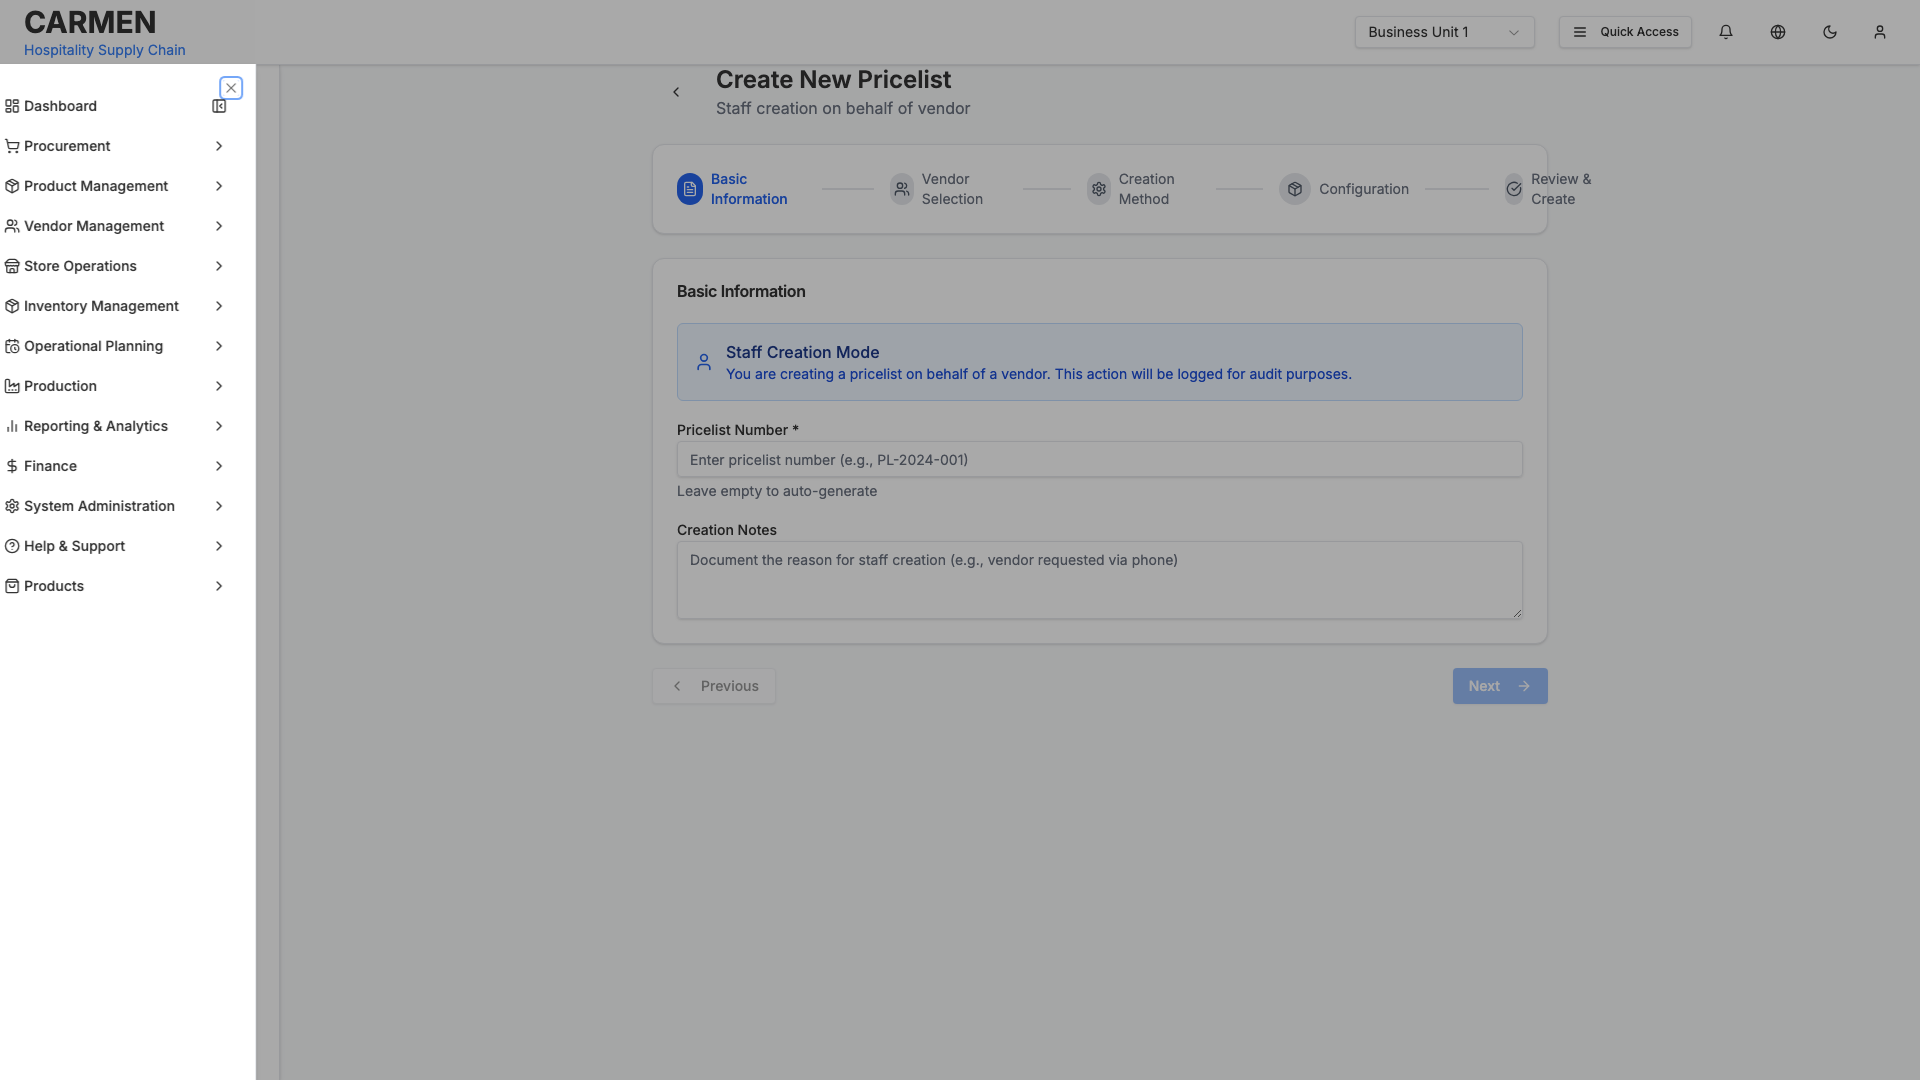 CARMEN
Hospitality Supply Chain
Business Unit 1
Quick Access
Dashboard
Procurement
Product Management
Vendor Management
Store Operations
Inventory Management
Operational Planning
Production
Reporting & Analytics
Finance
System Administration
Help & Support
Products
Create New Pricelist
Staff creation on behalf of vendor
Basic
Information
Vendor
Selection
Creation
Method
Configuration
Review &
Create
Basic Information
Staff Creation Mode
You are creating a pricelist on behalf of a vendor. This action will be logged for audit purposes.
Pricelist Number *
Enter pricelist number (e.g., PL-2024-001)
Leave empty to auto-generate
Creation Notes
Document the reason for staff creation (e.g., vendor requested via phone)
Previous
Next